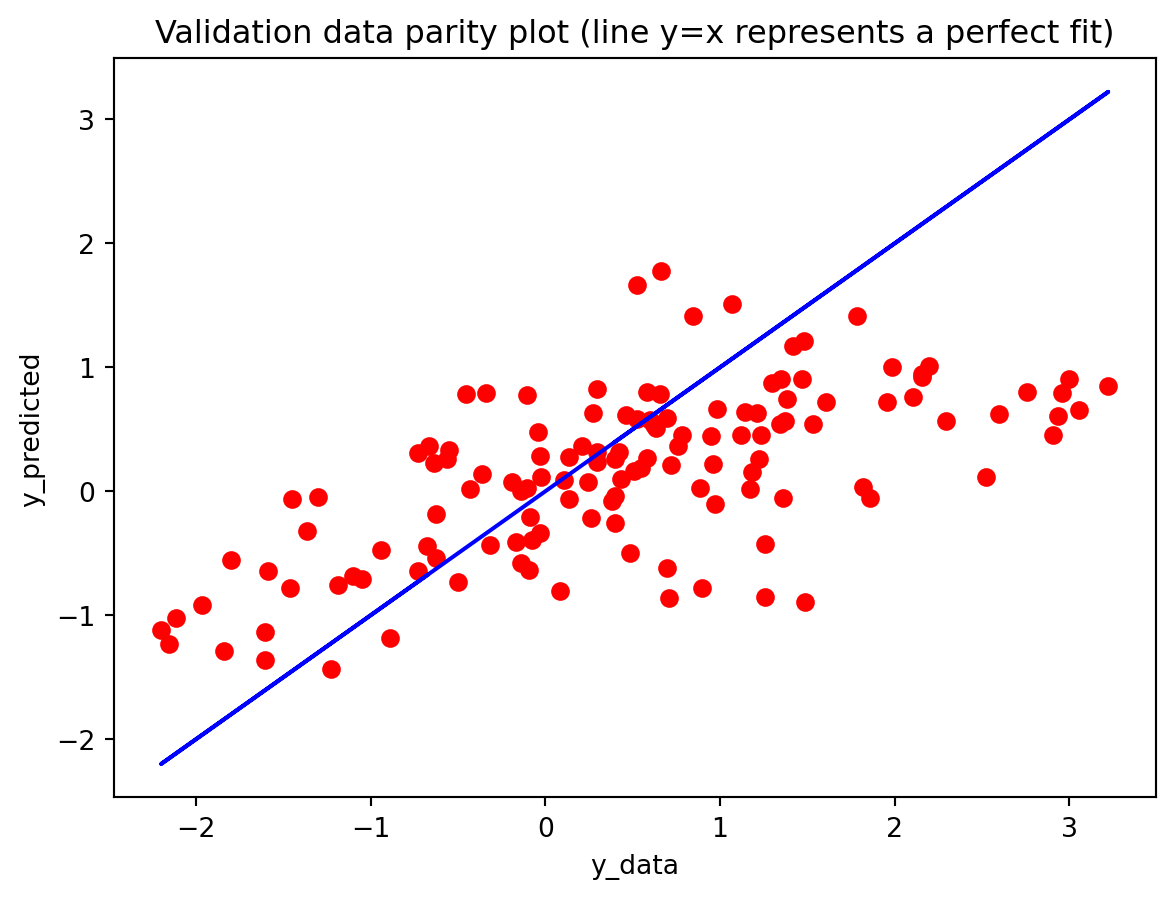 Validation data parity plot (line y=x represents a perfect fit)
y_predicted
3
2
1
0
−1
−2
−2 −1 0 1 2 3
y_data